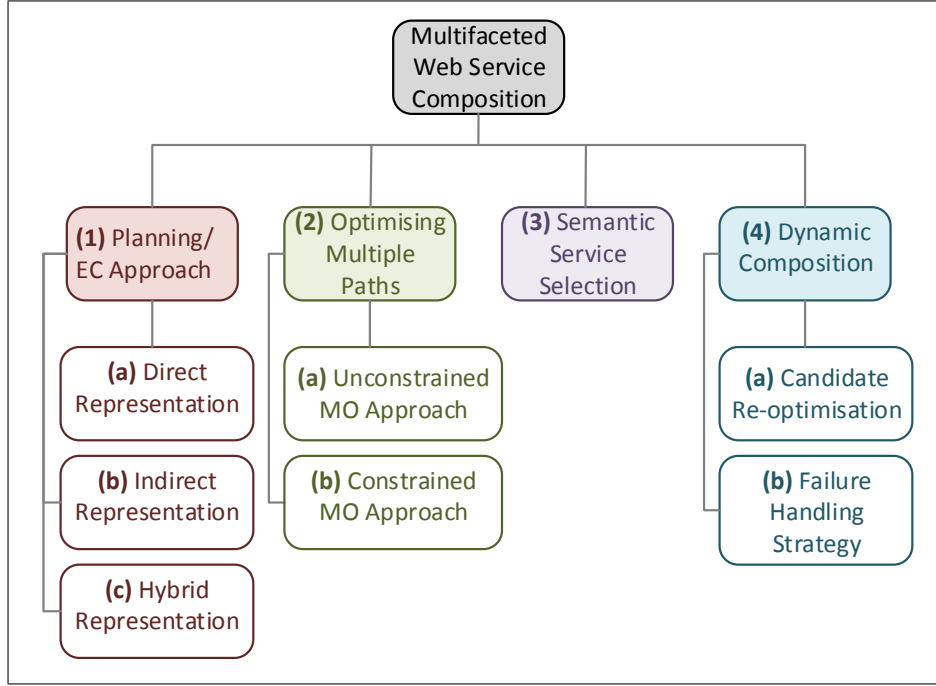 Multifaceted
Web Service
Composition
(1) Planning/
EC Approach
(a) Direct
Representation
(b) Indirect
Representation
(c) Hybrid
Representation
(2) Optimising
Multiple
Paths
(a) Unconstrained
MO Approach
(b) Constrained
MO Approach
(3) Semantic
Service
Selection
(4) Dynamic
Composition
(a) Candidate
Re-optimisation
(b) Failure
Handling
Strategy